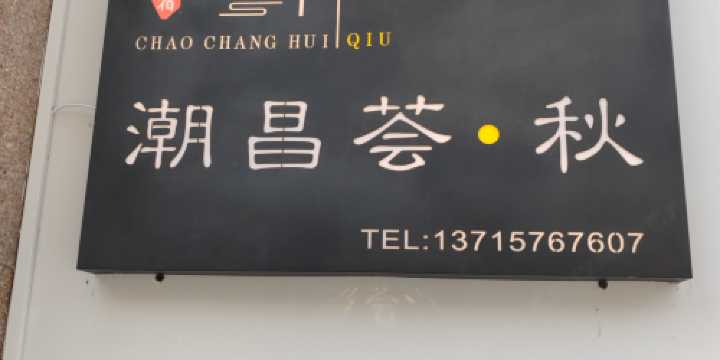 CHAO CHANG HUI QIU
潮昌荟·秋
TEL:13715767607